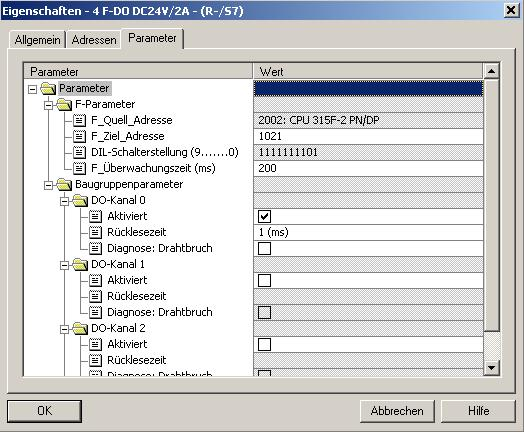 Eigenschaften - 4 F-DO DC24V/2A - (R-/S7)
Allgemein Adressen Parameter
Parameter Wert
Parameter
F-Parameter
F_Quell_Adresse 2002: CPU 315F-2 PN/DP
F_Ziel_Adresse 1021
DIL-Schalterstellung (9......0) 1111111101
F_Überwachungszeit (ms) 200
Baugruppenparameter
DO-Kanal 0
Aktiviert
Rücklesezeit 1 (ms)
Diagnose: Drahtbruch
DO-Kanal 1
Aktiviert
Rücklesezeit
Diagnose: Drahtbruch
DO-Kanal 2
Aktiviert
Rücklesezeit
Diagnose: Drahtbruch
OK Abbrechen Hilfe